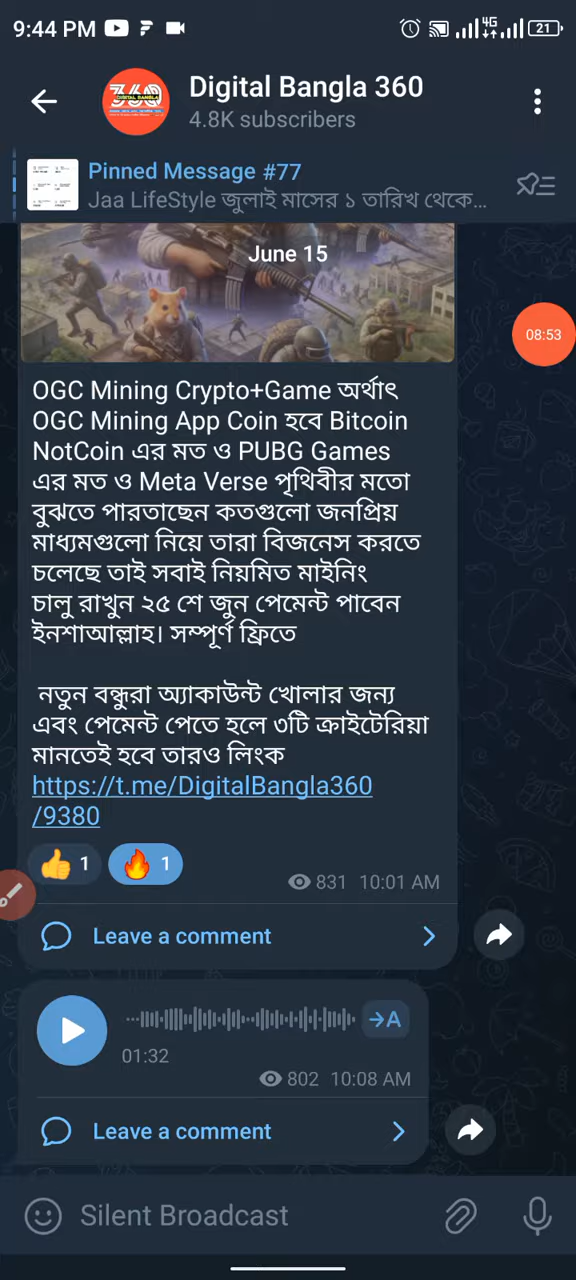 9:44 PM
4G
21
360
DIGITAL BANGLA
Digital Bangla 360
4.8K subscribers
Pinned Message #77
Jaa LifeStyle জুলাই মাসের ১ তারিখ থেকে...
June 15
08:53
OGC Mining Crypto+Game অর্থাৎ
OGC Mining App Coin হবে Bitcoin
NotCoin এর মত ও PUBG Games
এর মত ও Meta Verse পৃথিবীর মতো
বুঝতে পারতাছেন কতগুলো জনপ্রিয়
মাধ্যমগুলো নিয়ে তারা বিজনেস করতে
চলেছে তাই সবাই নিয়মিত মাইনিং
চালু রাখুন ২৫ শে জুন পেমেন্ট পাবেন
ইনশাআল্লাহ। সম্পূর্ণ ফ্রিতে
নতুন বন্ধুরা অ্যাকাউন্ট খোলার জন্য
এবং পেমেন্ট পেতে হলে ৩টি ক্রাইটেরিয়া
মানতেই হবে তারও লিংক
https://t.me/DigitalBangla360
/9380
1
1
831 10:01 AM
Leave a comment
→A
01:32
802 10:08 AM
Leave a comment
Silent Broadcast